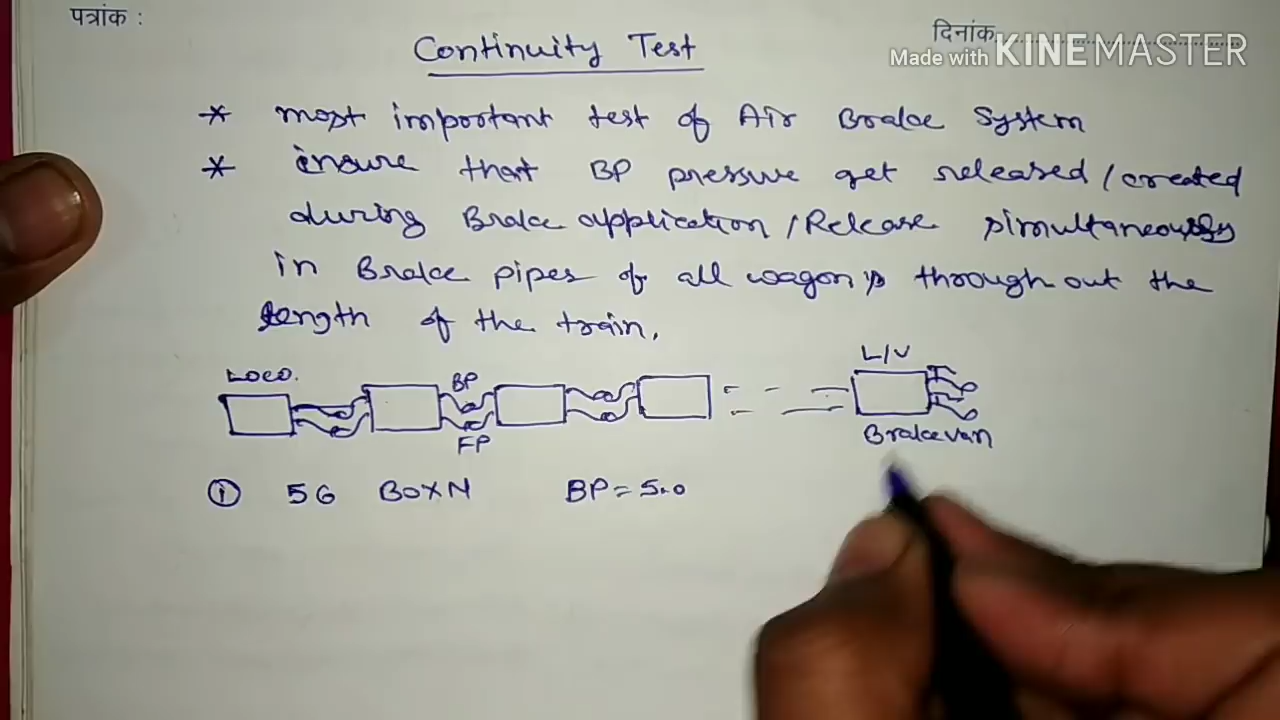 पत्रांक :
दिनांक
Made with KINEMASTER
Continuity Test
* most important test of Air Brake System
* ensure that BP pressure get released/created
during Brake application/Release simultaneously
in Brake pipes of all wagons through out the
length of the train.
LOCO.
BP
FP
L/V
Brakevan
① 56 BOXN BP=5.0